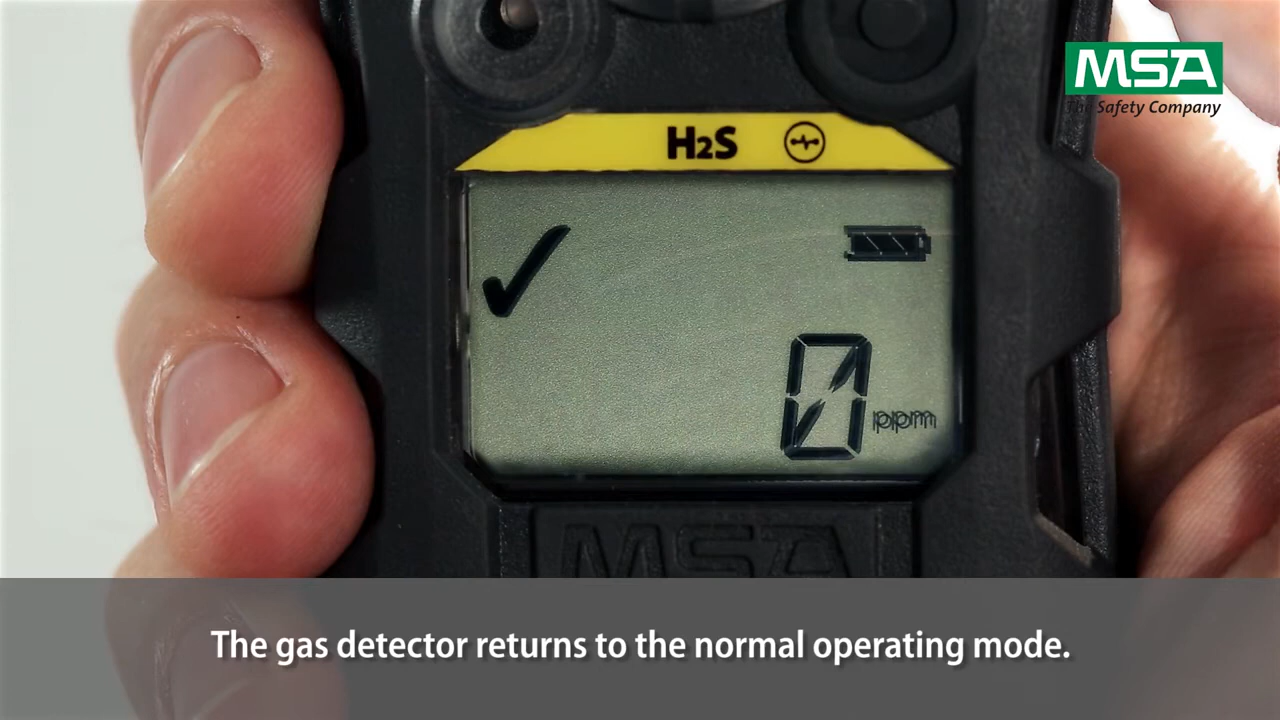 MSA
The Safety Company
H2S
0 ppm
MSA
The gas detector returns to the normal operating mode.